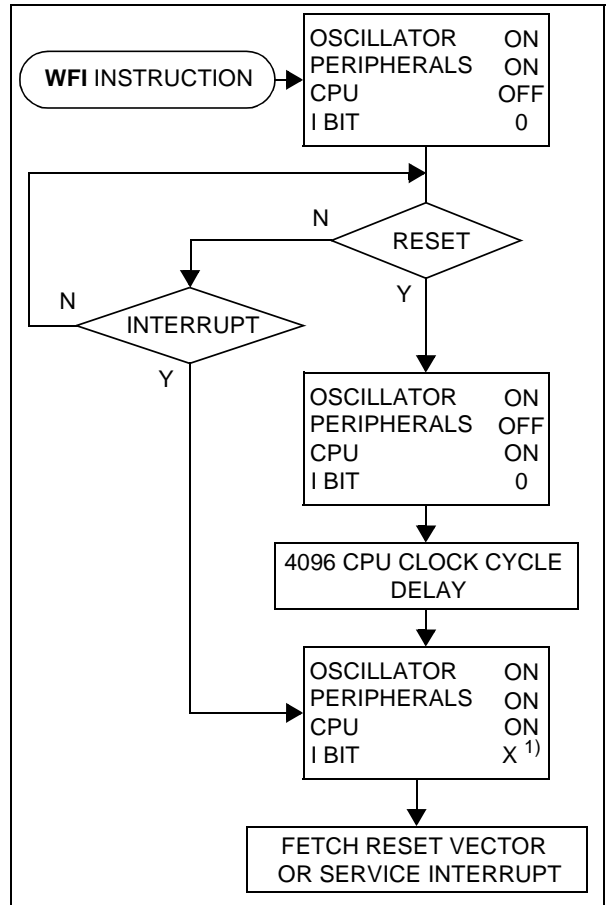 WFI INSTRUCTION
OSCILLATOR ON
PERIPHERALS ON
CPU OFF
I BIT 0
N
RESET
Y
N
INTERRUPT
Y
OSCILLATOR ON
PERIPHERALS OFF
CPU ON
I BIT 0
4096 CPU CLOCK CYCLE
DELAY
OSCILLATOR ON
PERIPHERALS ON
CPU ON
I BIT X 1)
FETCH RESET VECTOR
OR SERVICE INTERRUPT